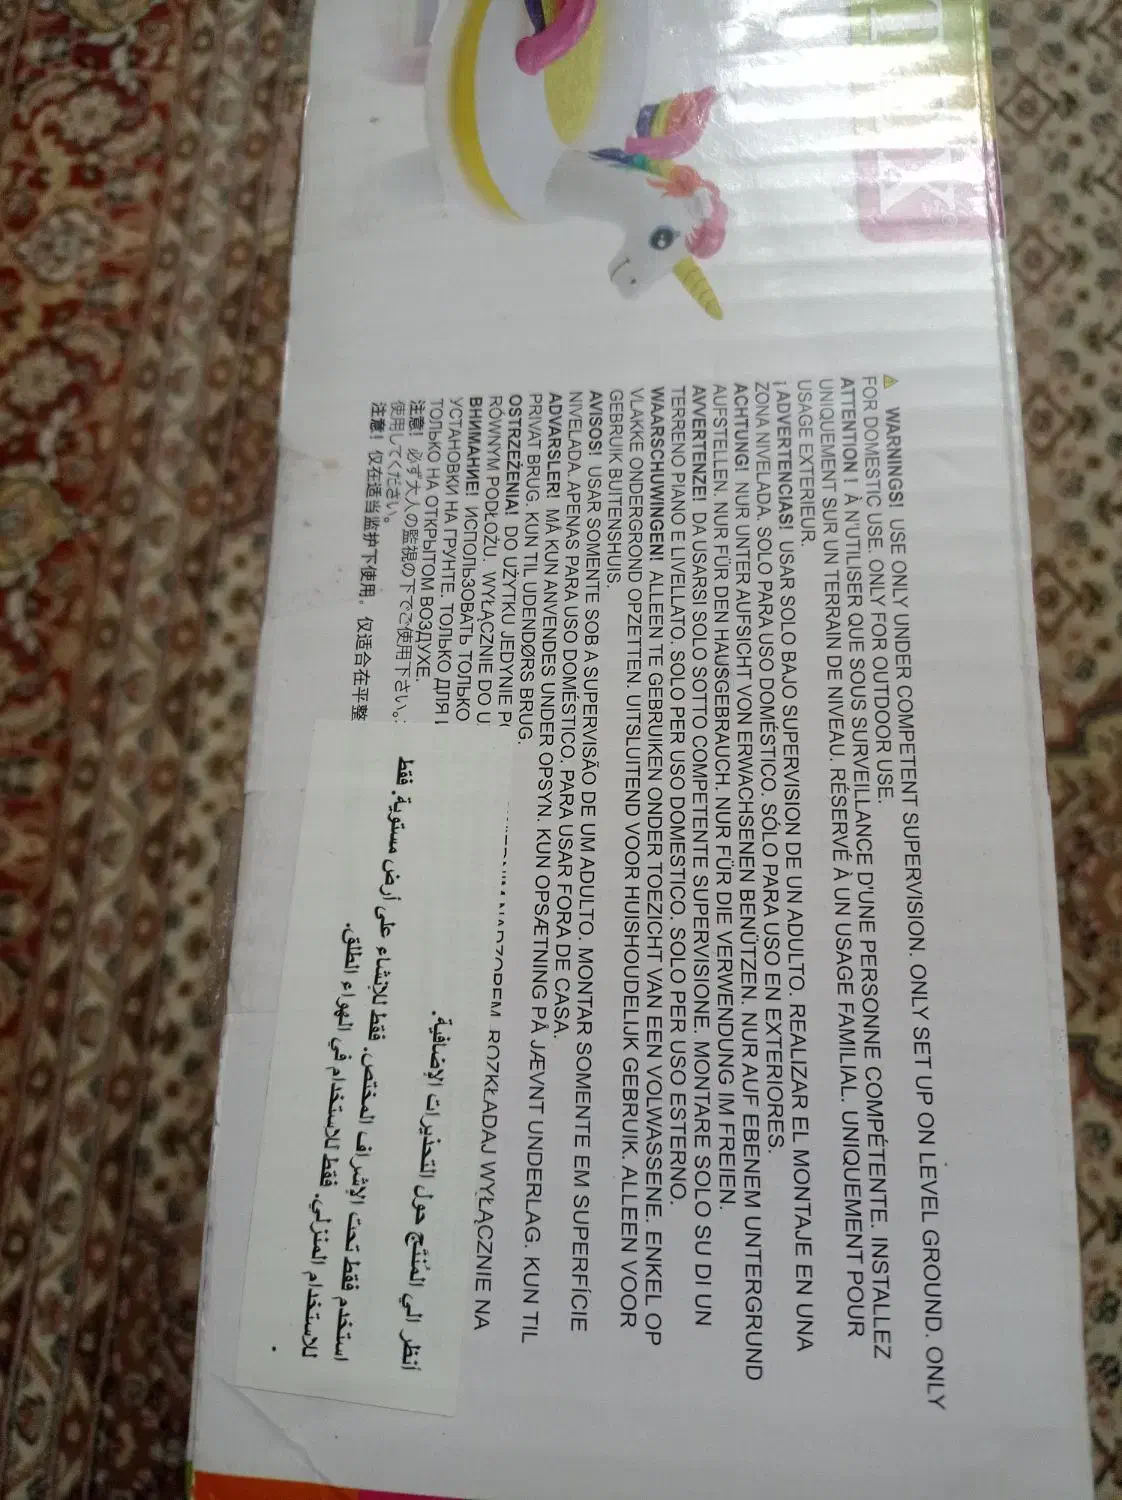 ⚠ WARNINGS! USE ONLY UNDER COMPETENT SUPERVISION. ONLY SET UP ON LEVEL GROUND. ONLY
FOR DOMESTIC USE. ONLY FOR OUTDOOR USE.
ATTENTION ! À N'UTILISER QUE SOUS SURVEILLANCE D'UNE PERSONNE COMPÉTENTE. INSTALLEZ
UNIQUEMENT SUR UN TERRAIN DE NIVEAU. RÉSERVÉ À UN USAGE FAMILIAL. UNIQUEMENT POUR
USAGE EXTERIEUR.
¡ADVERTENCIAS! USAR SOLO BAJO SUPERVISION DE UN ADULTO. REALIZAR EL MONTAJE EN UNA
ZONA NIVELADA. SOLO PARA USO DOMÉSTICO. SÓLO PARA USO EN EXTERIORES.
ACHTUNG! NUR UNTER AUFSICHT VON ERWACHSENEN BENÜTZEN. NUR AUF EBENEM UNTERGRUND
AUFSTELLEN. NUR FÜR DEN HAUSGEBRAUCH. NUR FÜR DIE VERWENDUNG IM FREIEN.
AVVERTENZE! DA USARSI SOLO SOTTO COMPETENTE SUPERVISIONE. MONTARE SOLO SU DI UN
TERRENO PIANO E LIVELLATO. SOLO PER USO DOMESTICO. SOLO PER USO ESTERNO.
WAARSCHUWINGEN! ALLEEN TE GEBRUIKEN ONDER TOEZICHT VAN EEN VOLWASSENE. ENKEL OP
VLAKKE ONDERGROND OPZETTEN. UITSLUITEND VOOR HUISHOUDELIJK GEBRUIK. ALLEEN VOOR
GEBRUIK BUITENSHUIS.
AVISOS! USAR SOMENTE SOB A SUPERVISÃO DE UM ADULTO. MONTAR SOMENTE EM SUPERFÍCIE
NIVELADA. APENAS PARA USO DOMÉSTICO. PARA USAR FORA DE CASA.
ADVARSLER! MÅ KUN ANVENDES UNDER OPSYN. KUN OPSÆTNING PÅ JÆVNT UNDERLAG. KUN TIL
PRIVAT BRUG. KUN TIL UDENDØRS BRUG.
OSTRZEŻENIA! DO UŻYTKU JEDYNIE ROZKŁADAJ WYŁĄCZNIE NA
RÓWNYM PODŁOŻU. WYŁĄCZNIE DO U
ВНИМАНИЕ! ИСПОЛЬЗОВАТЬ ТОЛЬКО
УСТАНОВКИ НА ГРУНТЕ. ТОЛЬКО ДЛЯ
ТОЛЬКО НА ОТКРЫТОМ ВОЗДУХЕ.
注意! 必ず大人の監視の下でご使用下さい。
使用してください。
注意! 仅在适当监护下使用。仅适合在平整
أنظر الي المُنتَج حول التحذيرات الإضافية.
استخدم فقط تحت الإشراف المختص. فقط للإنشاء على أرض مستوية. فقط
للاستخدام المنزلي. فقط للاستخدام في الهواء الطلق.